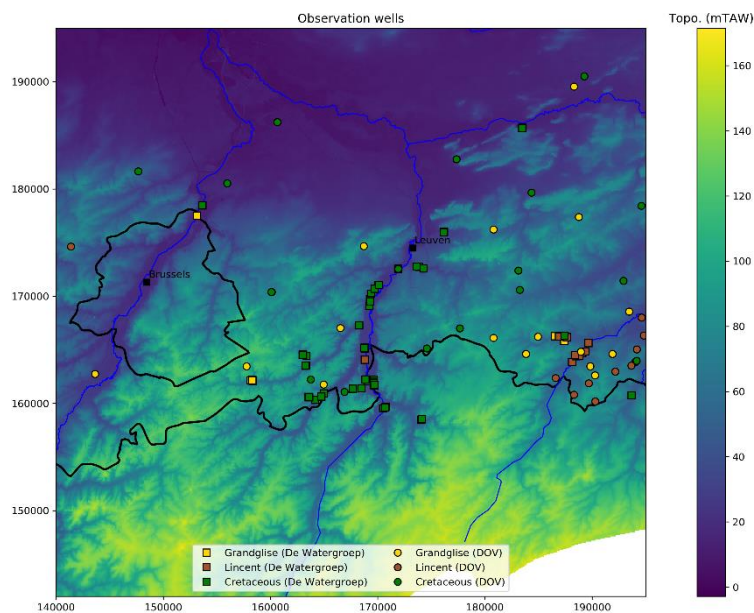 Observation wells
Topo. (mTAW)
190000
180000
170000
160000
150000
140000
150000
160000
170000
180000
190000
Leuven
Brussels
Grandglise (De Watergroep)
Lincent (De Watergroep)
Cretaceous (De Watergroep)
Grandglise (DOV)
Lincent (DOV)
Cretaceous (DOV)
160
140
120
100
80
60
40
20
0